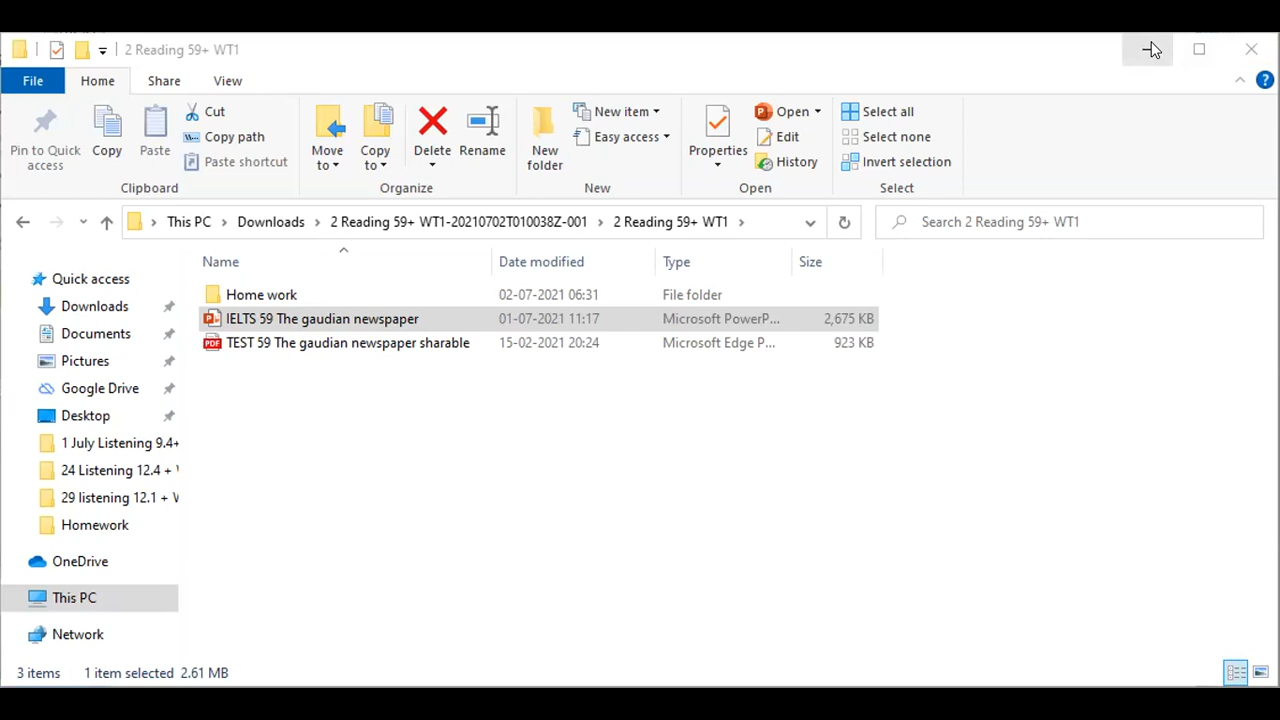 2 Reading 59+ WT1
File Home Share View
Pin to Quick access
Copy
Paste
Cut
Copy path
Paste shortcut
Clipboard
Move to
Copy to
Delete
Rename
Organize
New folder
New item
Easy access
New
Properties
Open
Edit
History
Open
Select all
Select none
Invert selection
Select
This PC > Downloads > 2 Reading 59+ WT1-20210702T010038Z-001 > 2 Reading 59+ WT1 >
Search 2 Reading 59+ WT1
Name Date modified Type Size
Home work 02-07-2021 06:31 File folder
IELTS 59 The gaudian newspaper 01-07-2021 11:17 Microsoft PowerP... 2,675 KB
PDF TEST 59 The gaudian newspaper sharable 15-02-2021 20:24 Microsoft Edge P... 923 KB
Quick access
Downloads
Documents
Pictures
Google Drive
Desktop
1 July Listening 9.4+
24 Listening 12.4 +
29 listening 12.1 +
Homework
OneDrive
This PC
Network
3 items 1 item selected 2.61 MB